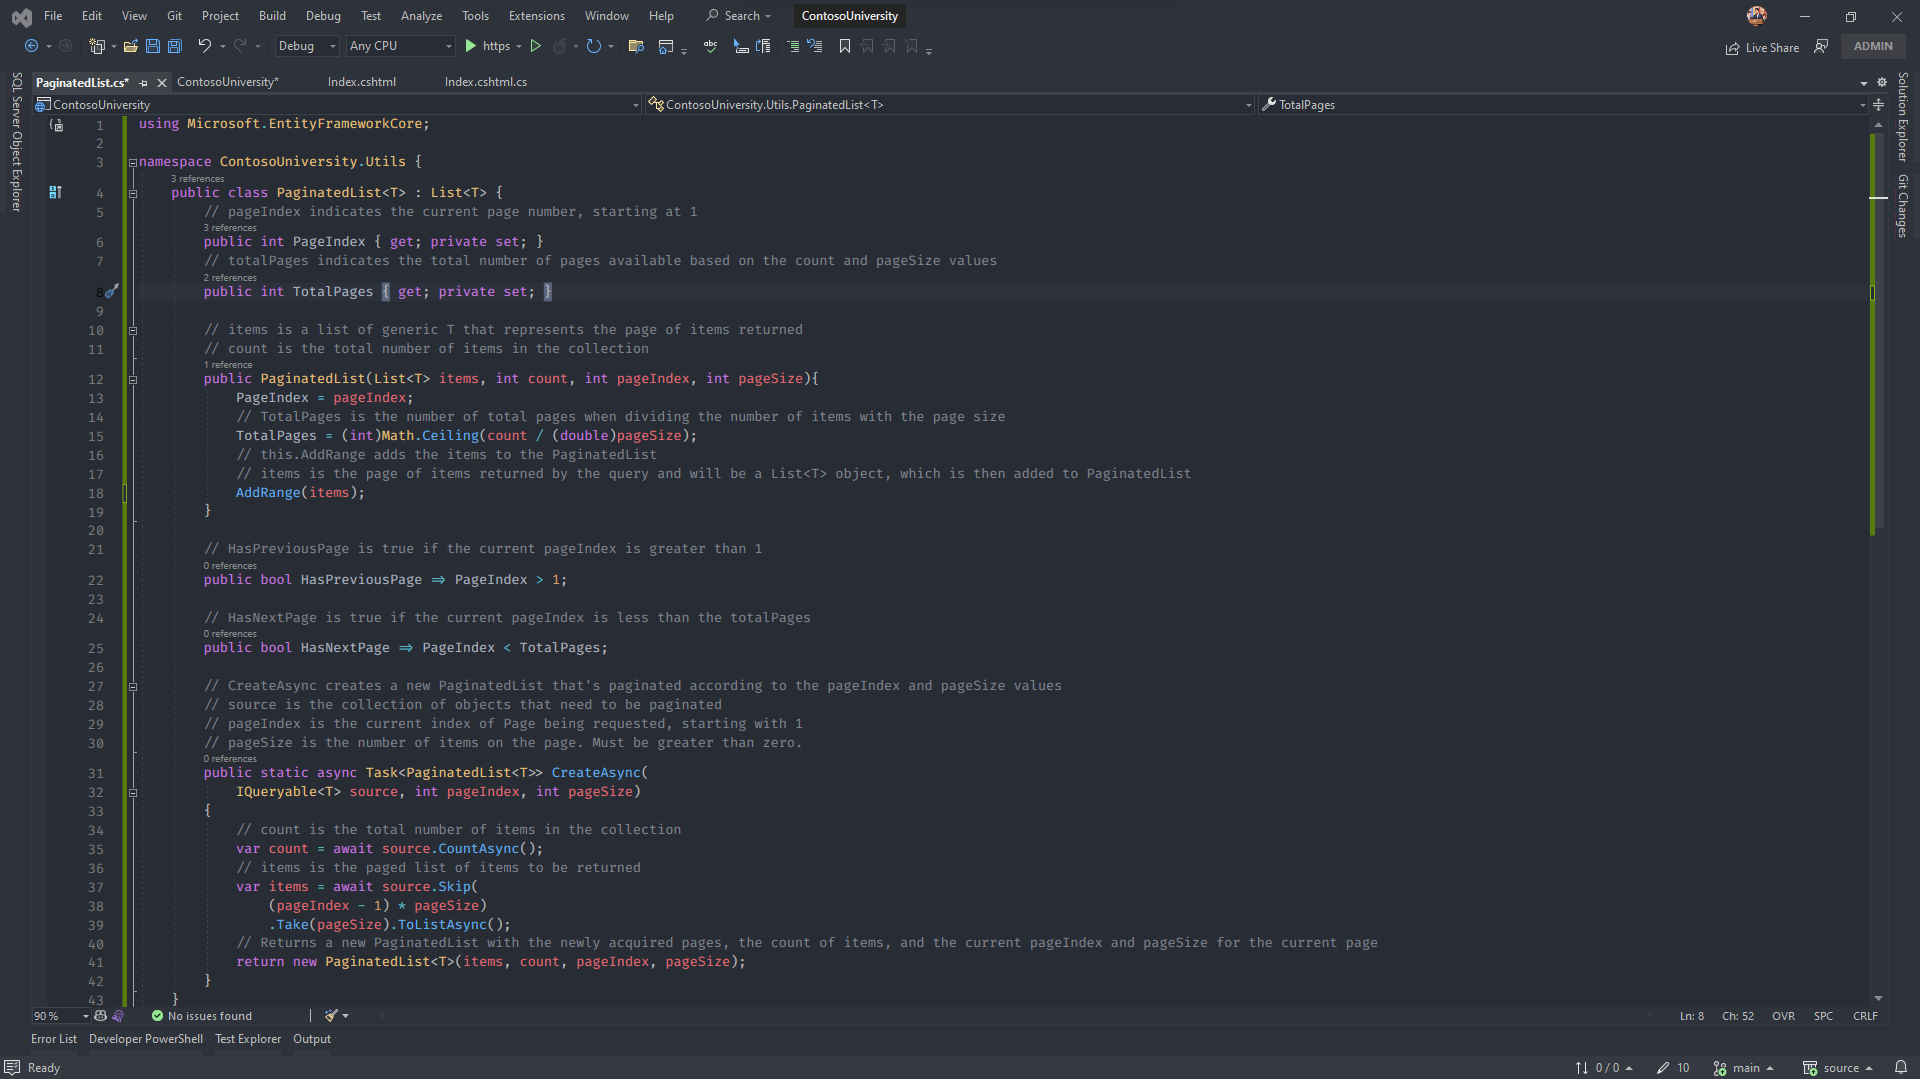 File Edit View Git Project Build Debug Test Analyze Tools Extensions Window Help Search ContosoUniversity
Debug Any CPU https Live Share ADMIN
SQL Server Object Explorer
PaginatedList.cs* ContosoUniversity* Index.cshtml Index.cshtml.cs
ContosoUniversity ContosoUniversity.Utils.PaginatedList<T> TotalPages
Solution Explorer
Git Changes
1 using Microsoft.EntityFrameworkCore;
2
3 namespace ContosoUniversity.Utils {
3 references
4 public class PaginatedList<T> : List<T> {
5 // pageIndex indicates the current page number, starting at 1
3 references
6 public int PageIndex { get; private set; }
7 // totalPages indicates the total number of pages available based on the count and pageSize values
2 references
8 public int TotalPages { get; private set; }
9
10 // items is a list of generic T that represents the page of items returned
11 // count is the total number of items in the collection
1 reference
12 public PaginatedList(List<T> items, int count, int pageIndex, int pageSize){
13 PageIndex = pageIndex;
14 // TotalPages is the number of total pages when dividing the number of items with the page size
15 TotalPages = (int)Math.Ceiling(count / (double)pageSize);
16 // this.AddRange adds the items to the PaginatedList
17 // items is the page of items returned by the query and will be a List<T> object, which is then added to PaginatedList
18 AddRange(items);
19 }
20
21 // HasPreviousPage is true if the current pageIndex is greater than 1
0 references
22 public bool HasPreviousPage => PageIndex > 1;
23
24 // HasNextPage is true if the current pageIndex is less than the totalPages
0 references
25 public bool HasNextPage => PageIndex < TotalPages;
26
27 // CreateAsync creates a new PaginatedList that's paginated according to the pageIndex and pageSize values
28 // source is the collection of objects that need to be paginated
29 // pageIndex is the current index of Page being requested, starting with 1
30 // pageSize is the number of items on the page. Must be greater than zero.
0 references
31 public static async Task<PaginatedList<T>> CreateAsync(
32 IQueryable<T> source, int pageIndex, int pageSize)
33 {
34 // count is the total number of items in the collection
35 var count = await source.CountAsync();
36 // items is the paged list of items to be returned
37 var items = await source.Skip(
38 (pageIndex - 1) * pageSize)
39 .Take(pageSize).ToListAsync();
40 // Returns a new PaginatedList with the newly acquired pages, the count of items, and the current pageIndex and pageSize for the current page
41 return new PaginatedList<T>(items, count, pageIndex, pageSize);
42 }
43 }
90 % No issues found Ln: 8 Ch: 52 OVR SPC CRLF
Error List Developer PowerShell Test Explorer Output
Ready 0 / 0 10 main source